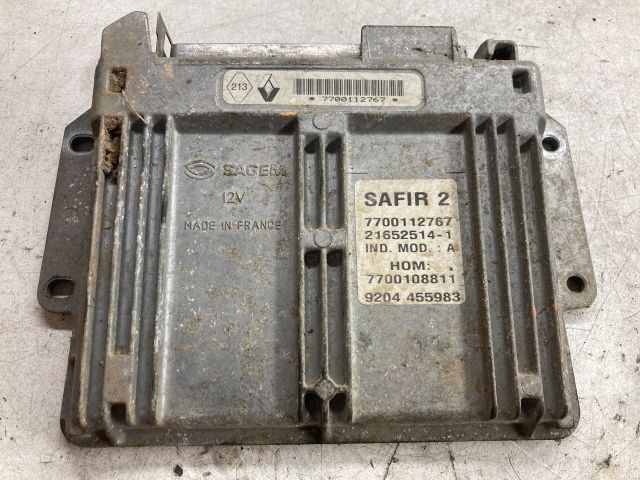 213
* 7700112767 *
SAGEM
12V
MADE IN FRANCE
SAFIR 2
7700112767
21652514-1
IND. MOD. : A
HOM: .
7700108811
9204 455983